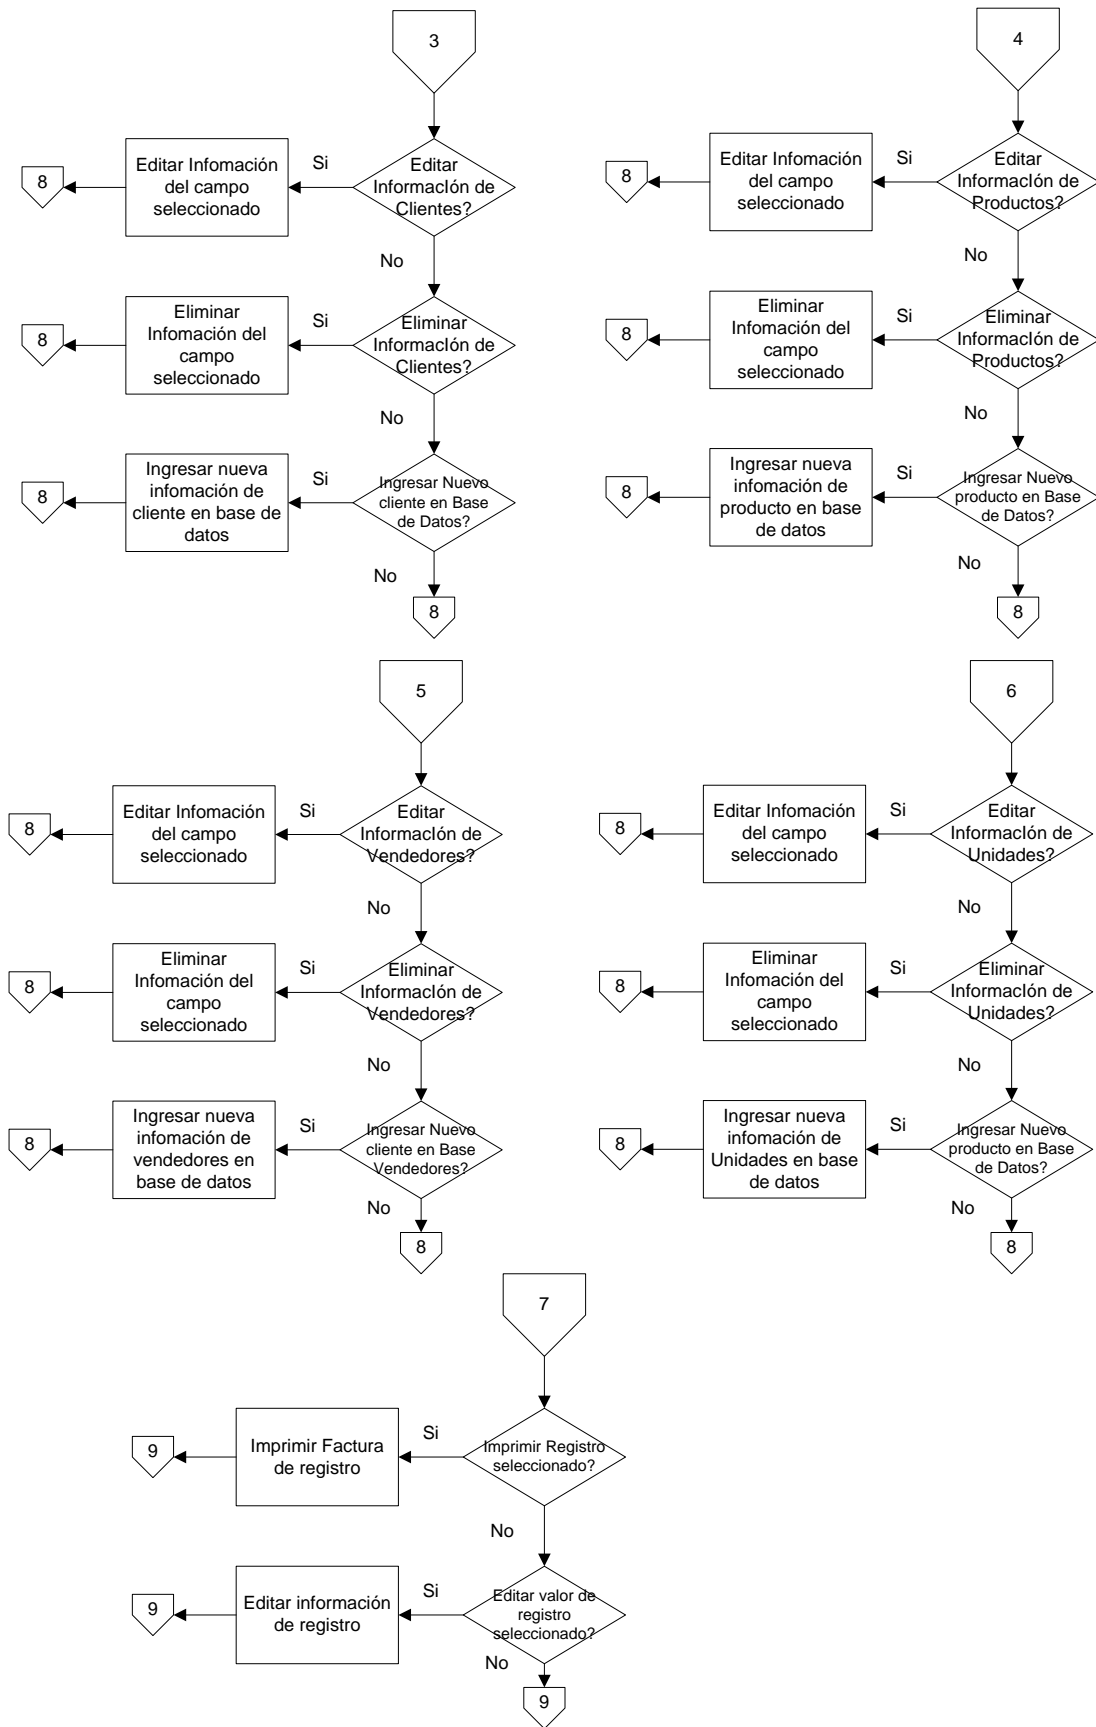 3
Editar
InformacIón de
Clientes?
Si
Editar Infomación
del campo
seleccionado
8
No
Eliminar
InformacIón de
Clientes?
Si
Eliminar
Infomación del
campo
seleccionado
8
No
Ingresar Nuevo
cliente en Base
de Datos?
Si
Ingresar nueva
infomación de
cliente en base de
datos
8
No
8
4
Editar
InformacIón de
Productos?
Si
Editar Infomación
del campo
seleccionado
8
No
Eliminar
InformacIón de
Productos?
Si
Eliminar
Infomación del
campo
seleccionado
8
No
Ingresar Nuevo
producto en Base
de Datos?
Si
Ingresar nueva
infomación de
producto en base
de datos
8
No
8
5
Editar
InformacIón de
Vendedores?
Si
Editar Infomación
del campo
seleccionado
8
No
Eliminar
InformacIón de
Vendedores?
Si
Eliminar
Infomación del
campo
seleccionado
8
No
Ingresar Nuevo
cliente en Base
Vendedores?
Si
Ingresar nueva
infomación de
vendedores en
base de datos
8
No
8
6
Editar
InformacIón de
Unidades?
Si
Editar Infomación
del campo
seleccionado
8
No
Eliminar
InformacIón de
Unidades?
Si
Eliminar
Infomación del
campo
seleccionado
8
No
Ingresar Nuevo
producto en Base
de Datos?
Si
Ingresar nueva
infomación de
Unidades en base
de datos
8
No
8
7
Imprimir Registro
seleccionado?
Si
Imprimir Factura
de registro
9
No
Editar valor de
registro
seleccionado?
Si
Editar información
de registro
9
No
9